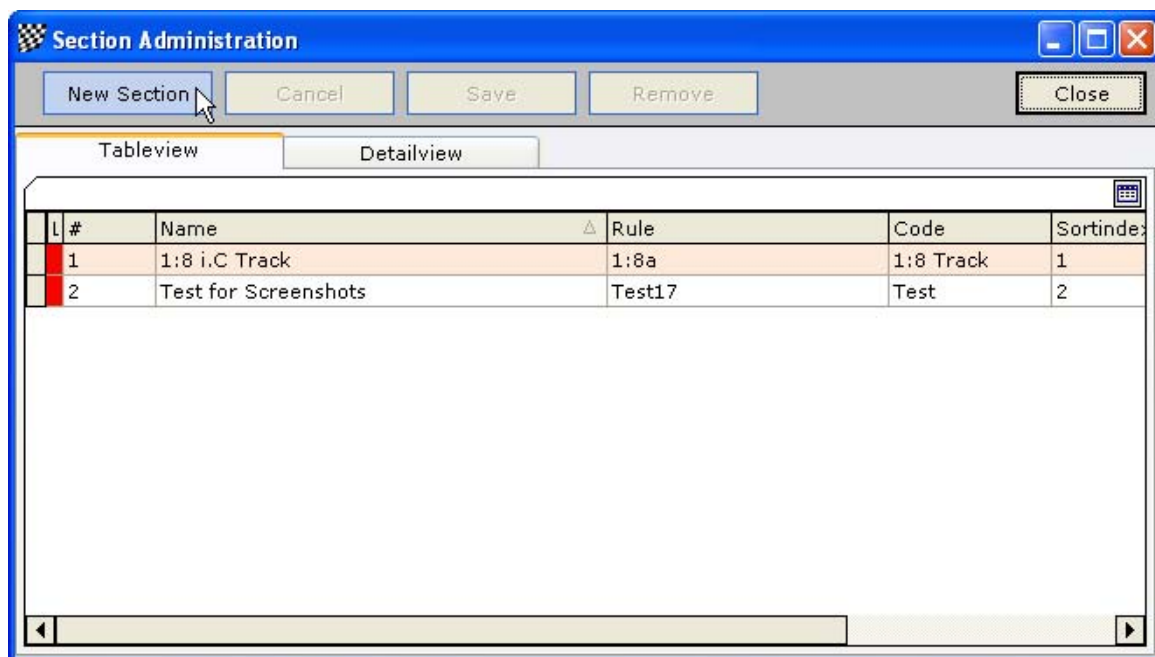 Section Administration
New Section Cancel Save Remove Close
Tableview Detailview
L # Name Rule Code Sortindex
1 1:8 i.C Track 1:8a 1:8 Track 1
2 Test for Screenshots Test17 Test 2